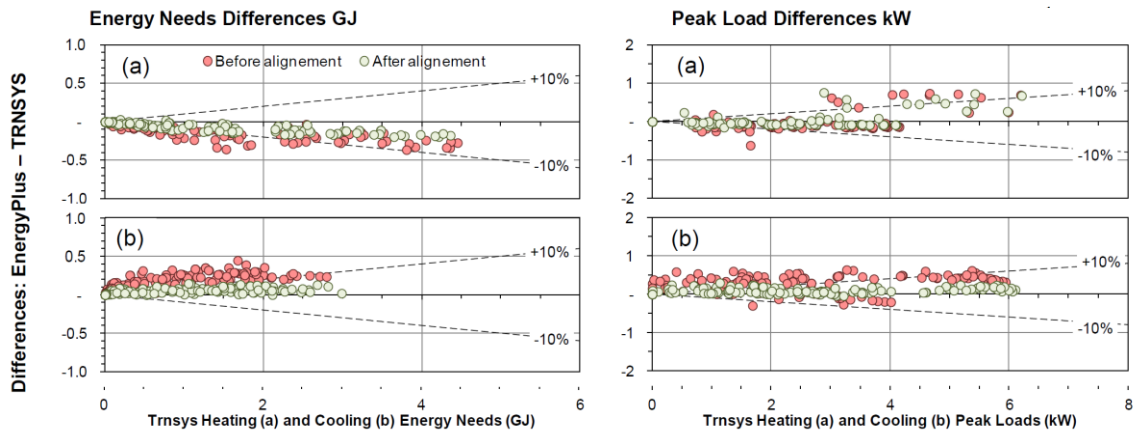 Energy Needs Differences GJ
Peak Load Differences kW
Differences: EnergyPlus – TRNSYS
1.0
0.5
-
-0.5
-1.0
(a)
Before alignement
After alignement
+10%
-10%
1.0
0.5
-
-0.5
-1.0
(b)
+10%
-10%
0 2 4 6
Trnsys Heating (a) and Cooling (b) Energy Needs (GJ)
2
1
-
-1
-2
(a)
+10%
-10%
2
1
-
-1
-2
(b)
+10%
-10%
0 2 4 6 8
Trnsys Heating (a) and Cooling (b) Peak Loads (kW)